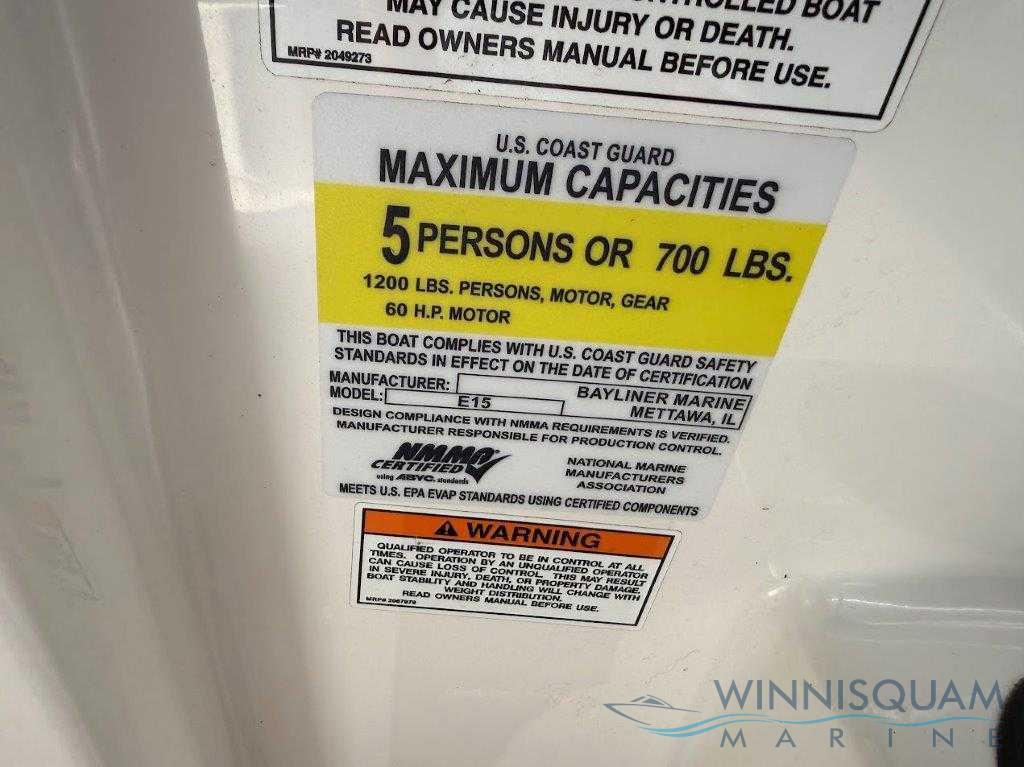 CONTROLLED BOAT
MAY CAUSE INJURY OR DEATH.
READ OWNERS MANUAL BEFORE USE.
MRP# 2049273
U.S. COAST GUARD
MAXIMUM CAPACITIES
5 PERSONS OR 700 LBS.
1200 LBS. PERSONS, MOTOR, GEAR
60 H.P. MOTOR
THIS BOAT COMPLIES WITH U.S. COAST GUARD SAFETY
STANDARDS IN EFFECT ON THE DATE OF CERTIFICATION
MANUFACTURER: BAYLINER MARINE
METTAWA, IL
MODEL: E15
DESIGN COMPLIANCE WITH NMMA REQUIREMENTS IS VERIFIED.
MANUFACTURER RESPONSIBLE FOR PRODUCTION CONTROL.
NMMA
CERTIFIED
using ABYC standards
NATIONAL MARINE
MANUFACTURERS
ASSOCIATION
MEETS U.S. EPA EVAP STANDARDS USING CERTIFIED COMPONENTS
WARNING
QUALIFIED OPERATOR TO BE IN CONTROL AT ALL
TIMES. OPERATION BY AN UNQUALIFIED OPERATOR
CAN CAUSE LOSS OF CONTROL. THIS MAY RESULT
IN SEVERE INJURY, DEATH, OR PROPERTY DAMAGE.
BOAT STABILITY AND HANDLING WILL CHANGE WITH
WEIGHT DISTRIBUTION.
READ OWNERS MANUAL BEFORE USE.
WINNISQUAM
MARINE